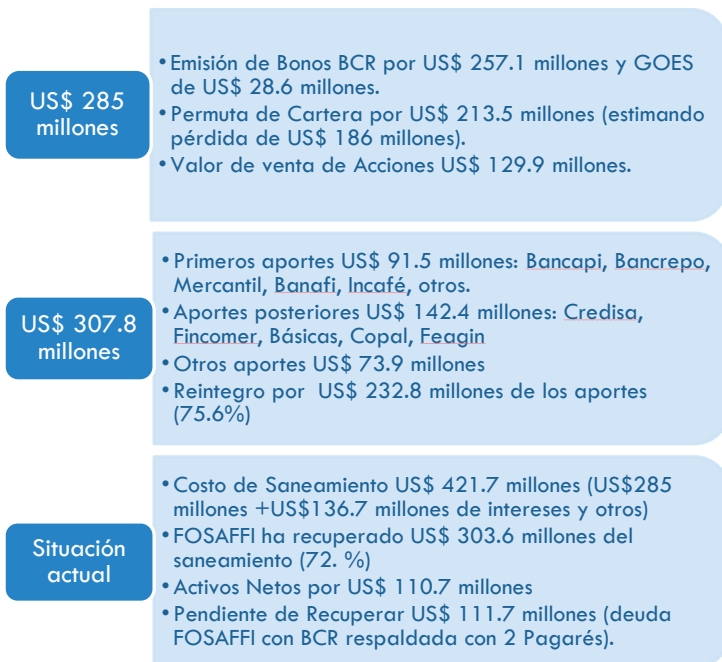 US$ 285
millones
• Emisión de Bonos BCR por US$ 257.1 millones y GOES
de US$ 28.6 millones.
• Permuta de Cartera por US$ 213.5 millones (estimando
pérdida de US$ 186 millones).
• Valor de venta de Acciones US$ 129.9 millones.
US$ 307.8
millones
• Primeros aportes US$ 91.5 millones: Bancapi, Bancrepo,
Mercantil, Banafi, Incafé, otros.
• Aportes posteriores US$ 142.4 millones: Credisa,
Fincomer, Básicas, Copal, Feagin
• Otros aportes US$ 73.9 millones
• Reintegro por  US$ 232.8 millones de los aportes
(75.6%)
Situación
actual
• Costo de Saneamiento US$ 421.7 millones (US$285
millones +US$136.7 millones de intereses y otros)
• FOSAFFI ha recuperado US$ 303.6 millones del
saneamiento (72. %)
• Activos Netos por US$ 110.7 millones
• Pendiente de Recuperar US$ 111.7 millones (deuda
FOSAFFI con BCR respaldada con 2 Pagarés).